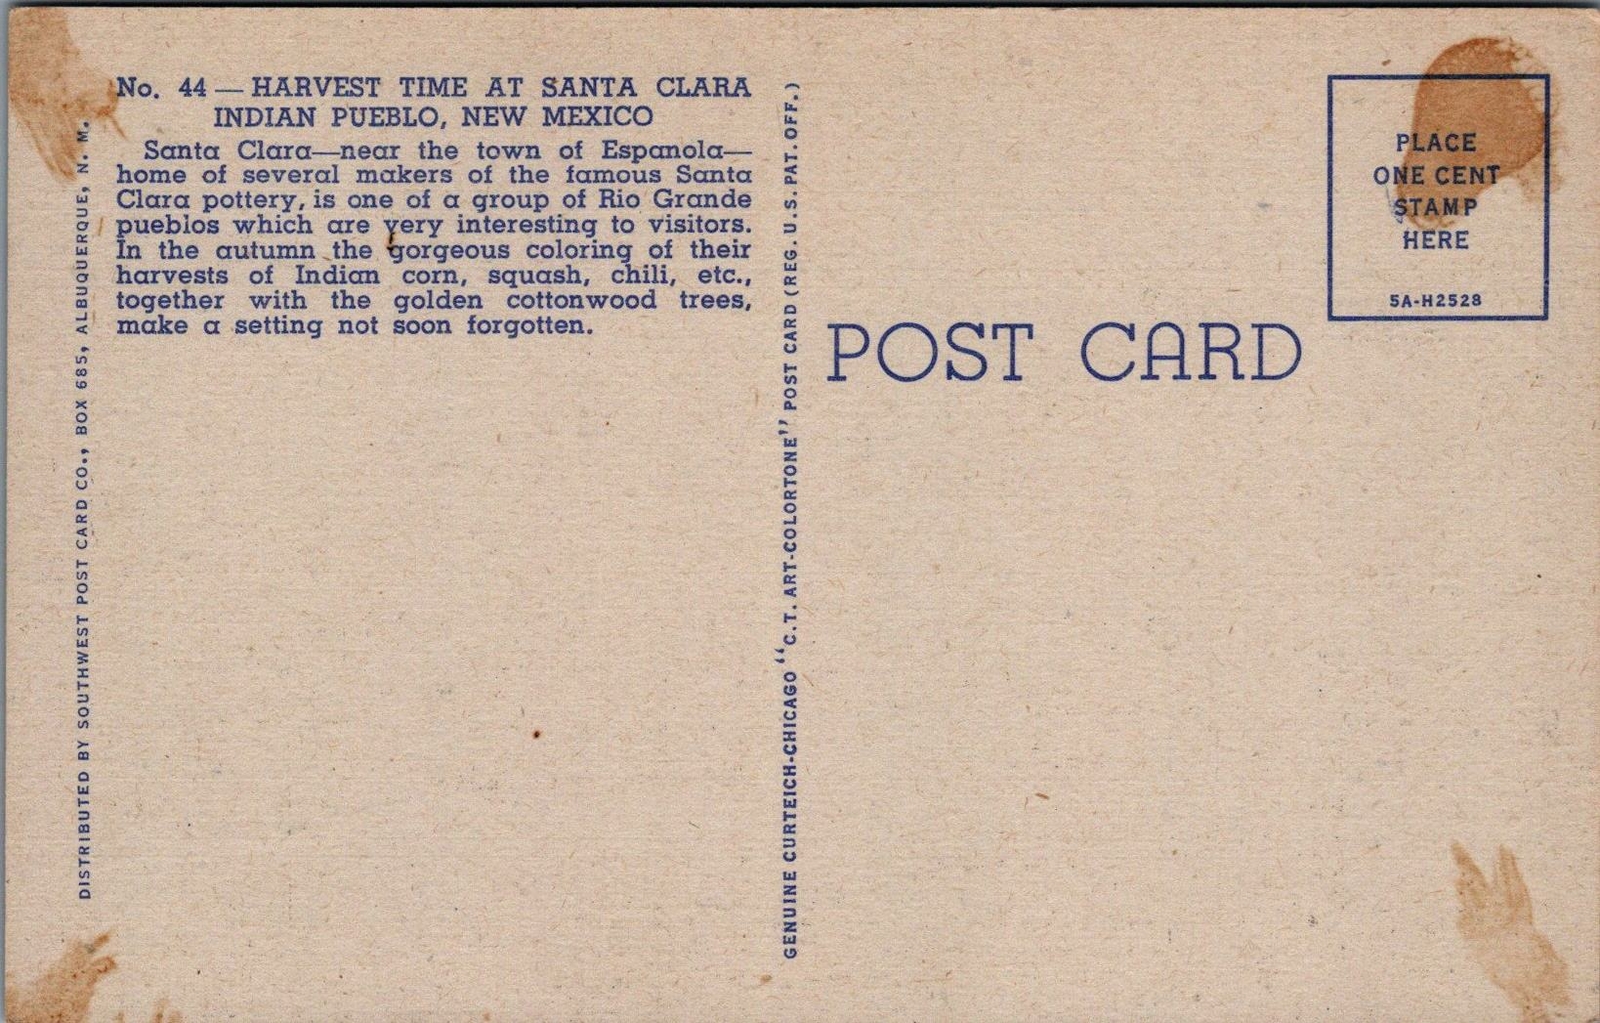 No. 44 — HARVEST TIME AT SANTA CLARA
INDIAN PUEBLO, NEW MEXICO
Santa Clara—near the town of Espanola—
home of several makers of the famous Santa
Clara pottery, is one of a group of Rio Grande
pueblos which are very interesting to visitors.
In the autumn the gorgeous coloring of their
harvests of Indian corn, squash, chili, etc.,
together with the golden cottonwood trees,
make a setting not soon forgotten.
DISTRIBUTED BY SOUTHWEST POST CARD CO., BOX 685, ALBUQUERQUE, N. M.
GENUINE CURTEICH-CHICAGO "C.T. ART-COLORTONE" POST CARD (REG. U.S. PAT. OFF.)
POST CARD
PLACE
ONE CENT
STAMP
HERE
5A-H2528